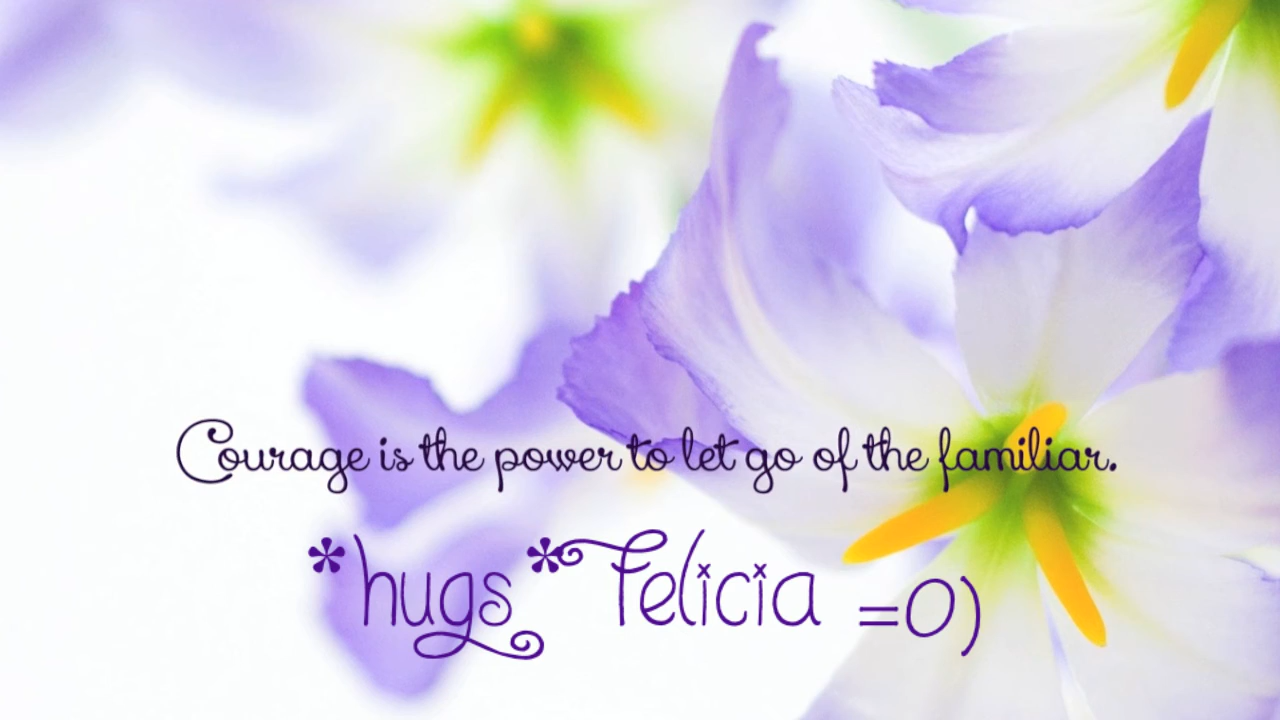 Courage is the power to let go of the familiar.
*hugs* Felicia =0)